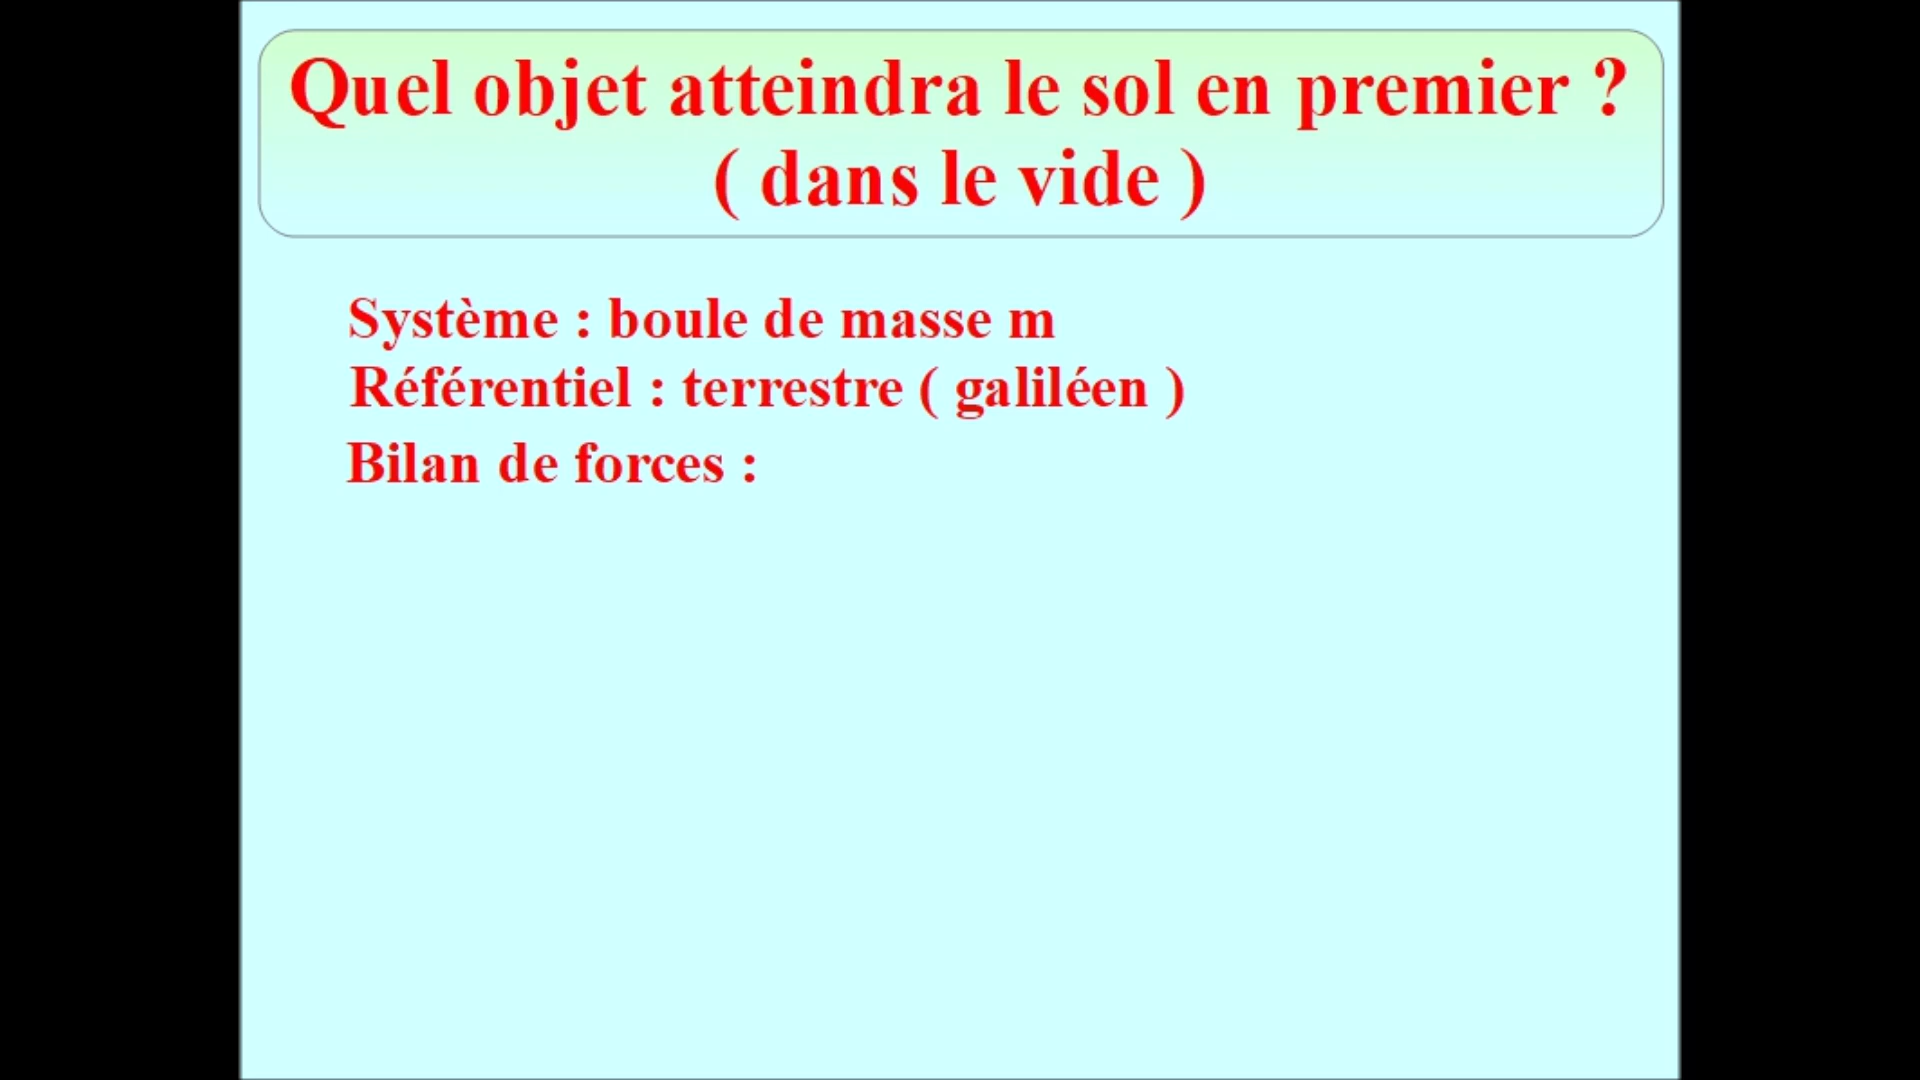 Quel objet atteindra le sol en premier ?
( dans le vide )
Système : boule de masse m
Référentiel : terrestre ( galiléen )
Bilan de forces :